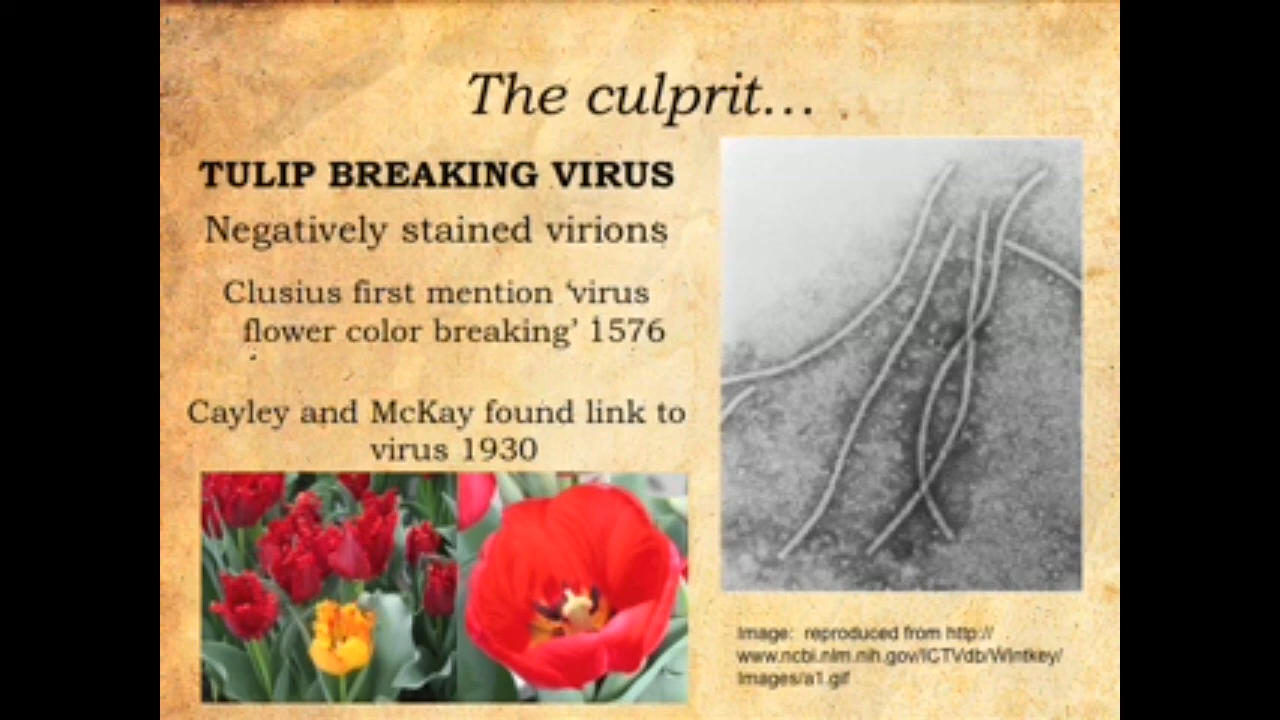 The culprit...
TULIP BREAKING VIRUS
Negatively stained virions
Clusius first mention ‘virus
flower color breaking’ 1576
Cayley and McKay found link to
virus 1930
Image: reproduced from http://
www.ncbi.nlm.nih.gov/ICTVdb/WIntkey/
Images/a1.gif